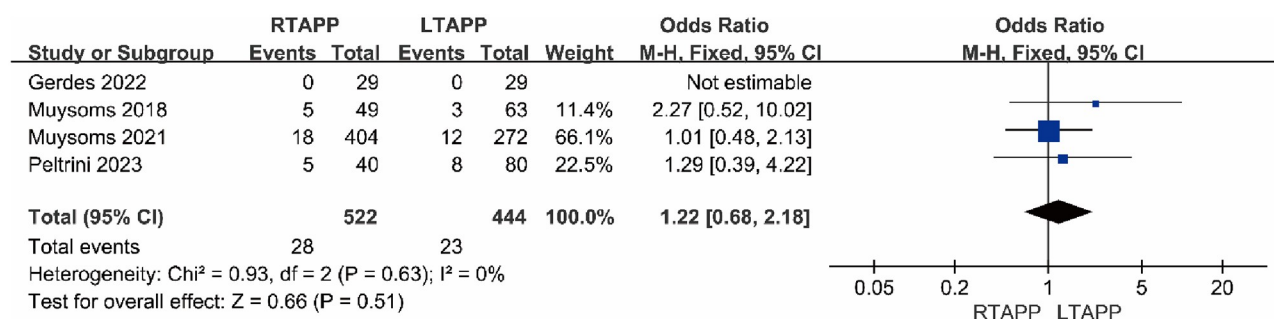 RTAPP LTAPP Odds Ratio Odds Ratio
Study or Subgroup Events Total Events Total Weight M-H, Fixed, 95% CI M-H, Fixed, 95% CI
Gerdes 2022 0 29 0 29 Not estimable
Muysoms 2018 5 49 3 63 11.4% 2.27 [0.52, 10.02]
Muysoms 2021 18 404 12 272 66.1% 1.01 [0.48, 2.13]
Peltrini 2023 5 40 8 80 22.5% 1.29 [0.39, 4.22]
Total (95% CI) 522 444 100.0% 1.22 [0.68, 2.18]
Total events 28 23
Heterogeneity: Chi² = 0.93, df = 2 (P = 0.63); I² = 0%
Test for overall effect: Z = 0.66 (P = 0.51)
0.05 0.2 1 5 20
RTAPP LTAPP